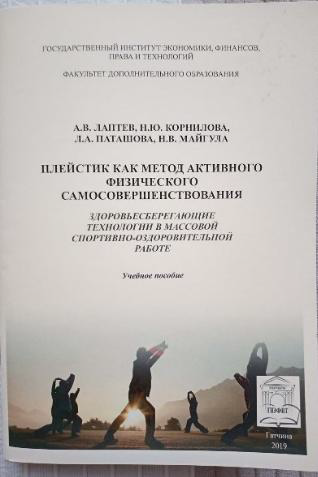 ГОСУДАРСТВЕННЫЙ ИНСТИТУТ ЭКОНОМИКИ, ФИНАНСОВ,
ПРАВА И ТЕХНОЛОГИЙ
ФАКУЛЬТЕТ ДОПОЛНИТЕЛЬНОГО ОБРАЗОВАНИЯ
А.В. ЛАПТЕВ, Н.Ю. КОРНИЛОВА,
Л.А. ПАТАШОВА, Н.В. МАЙГУЛА
ПЛЕЙСТИК КАК МЕТОД АКТИВНОГО
ФИЗИЧЕСКОГО
САМОСОВЕРШЕНСТВОВАНИЯ
ЗДОРОВЬЕСБЕРЕГАЮЩИЕ
ТЕХНОЛОГИИ В МАССОВОЙ
СПОРТИВНО-ОЗДОРОВИТЕЛЬНОЙ
РАБОТЕ
Учебное пособие
ГИЭФПТ
Гатчина
2019